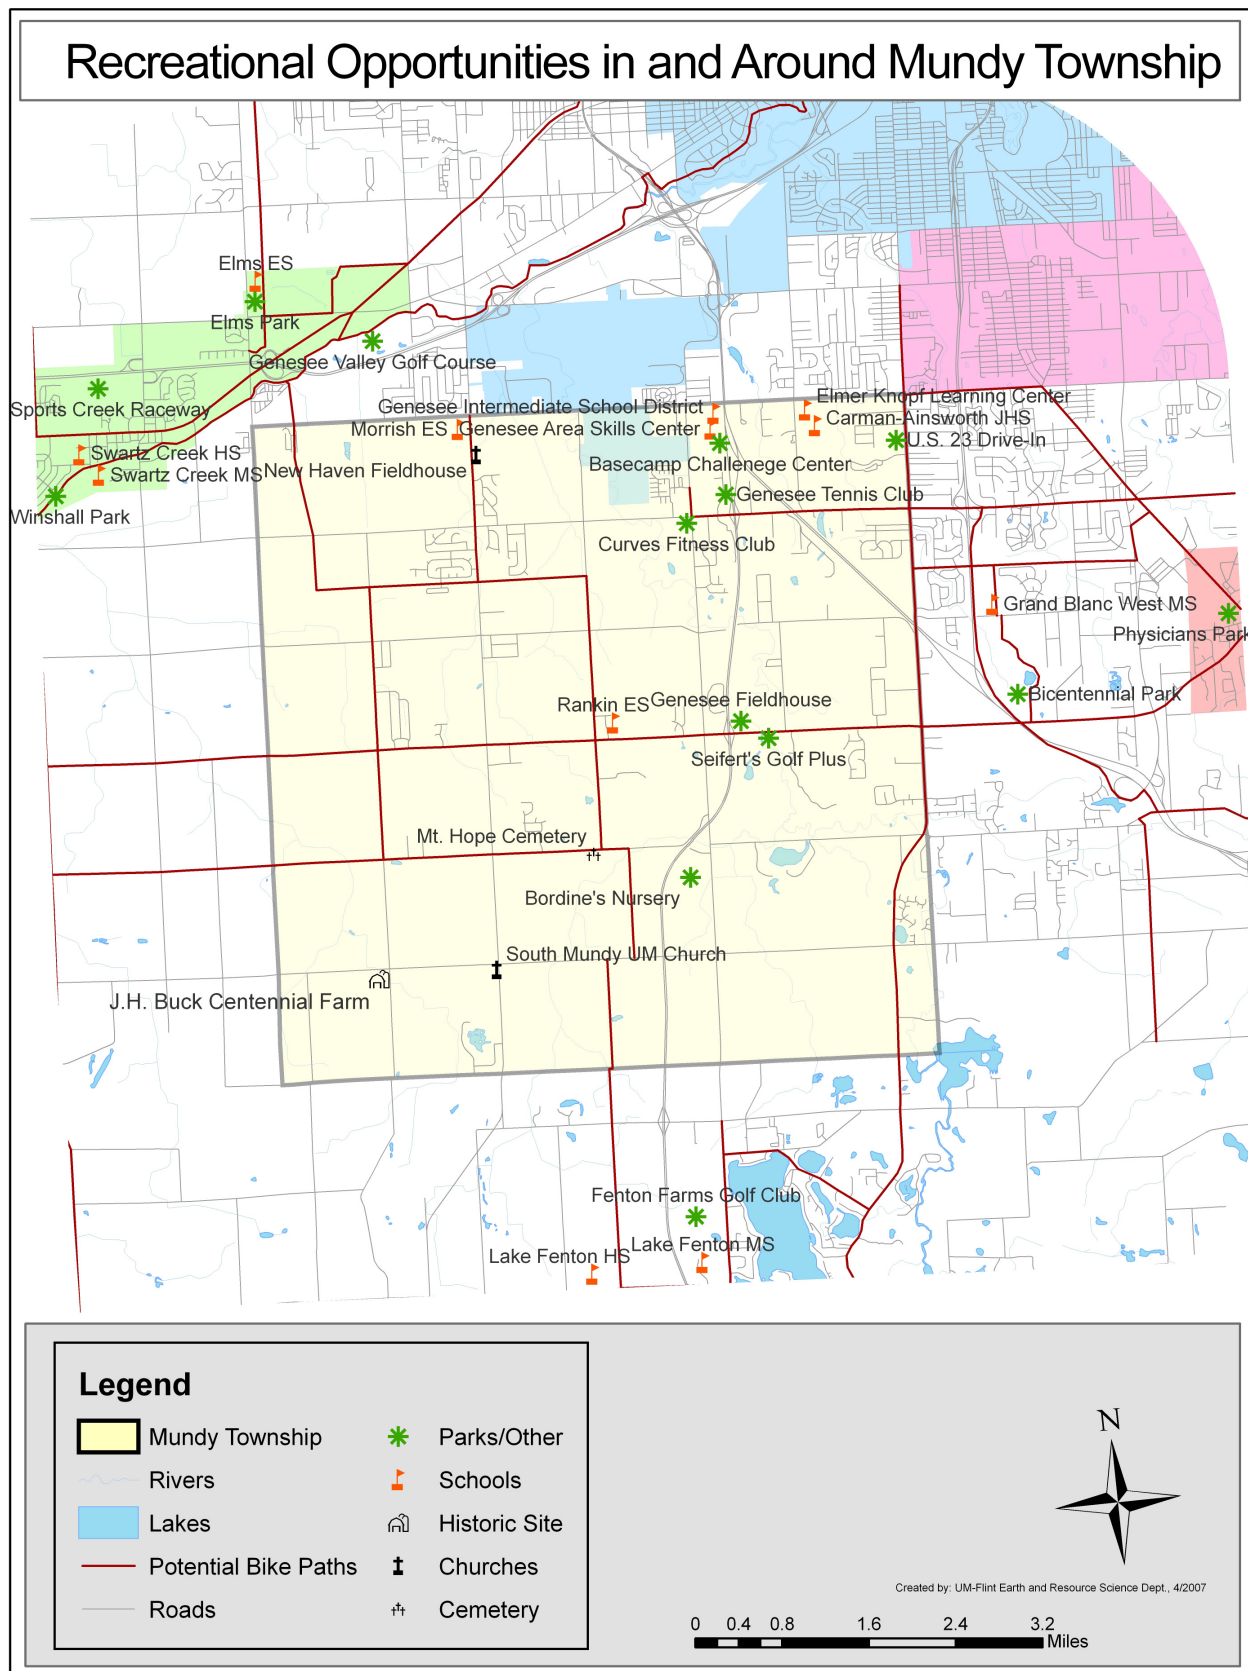 Recreational Opportunities in and Around Mundy Township
Elms ES
Elms Park
Genesee Valley Golf Course
Sports Creek Raceway
Elmer Knopf Learning Center
Genesee Intermediate School District
Carman-Ainsworth JHS
Morrish ES
Genesee Area Skills Center
U.S. 23 Drive-In
Swartz Creek HS
Basecamp Challenege Center
New Haven Fieldhouse
Swartz Creek MS
Genesee Tennis Club
Winshall Park
Curves Fitness Club
Grand Blanc West MS
Physicians Park
Bicentennial Park
Rankin ES
Genesee Fieldhouse
Seifert's Golf Plus
Mt. Hope Cemetery
Bordine's Nursery
South Mundy UM Church
J.H. Buck Centennial Farm
Fenton Farms Golf Club
Lake Fenton MS
Lake Fenton HS
Legend
Mundy Township
Rivers
Lakes
Potential Bike Paths
Roads
Parks/Other
Schools
Historic Site
Churches
Cemetery
N
Created by: UM-Flint Earth and Resource Science Dept., 4/2007
0 0.4 0.8 1.6 2.4 3.2
Miles